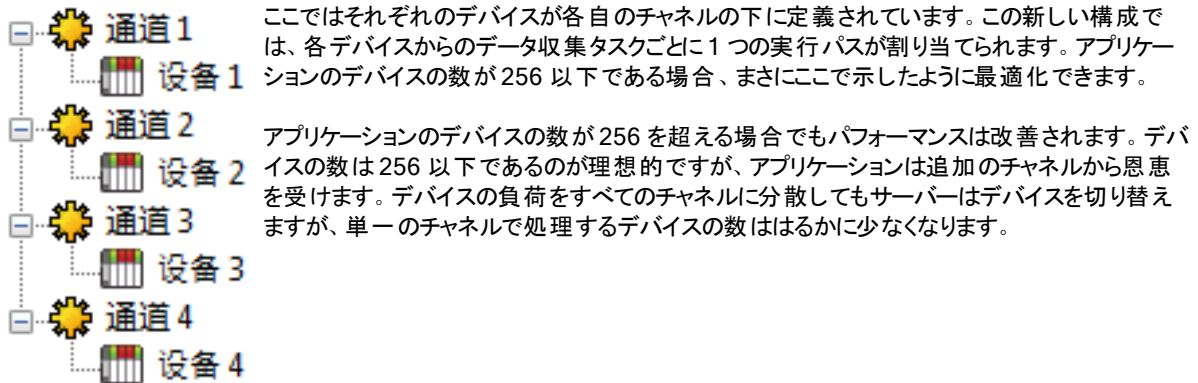 通道 1
设备 1
通道 2
设备 2
通道 3
设备 3
通道 4
设备 4
ここではそれぞれのデバイスが各自のチャネルの下に定義されています。この新しい構成で
は、各デバイスからのデータ収集タスクごとに 1 つの実行パスが割り当てられます。アプリケー
ションのデバイスの数が 256 以下である場合、まさにここで示したように最適化できます。
アプリケーションのデバイスの数が 256 を超える場合でもパフォーマンスは改善されます。デバ
イスの数は 256 以下であるのが理想的ですが、アプリケーションは追加のチャネルから恩恵
を受けます。デバイスの負荷をすべてのチャネルに分散してもサーバーはデバイスを切り替え
ますが、単一のチャネルで処理するデバイスの数ははるかに少なくなります。